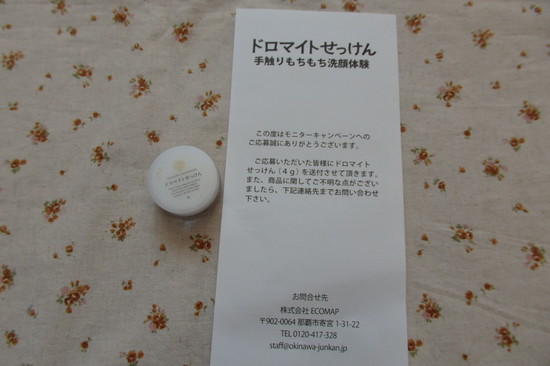 ドロマイトせっけん
手触りもちもち洗顔体験
この度はモニターキャンペーンへの
ご応募誠にありがとうございます。
ご応募いただいた皆様にドロマイト
せっけん（4ｇ）を送付させて頂きます。
また、商品に関してご不明な点がござい
ましたら、下記連絡先までお問い合わせ
下さい。
お問合せ先
株式会社 ECOMAP
〒902-0064 那覇市寄宮 1-31-22
TEL 0120-417-328
staff@okinawa-junkan.jp
ドロマイトせっけん